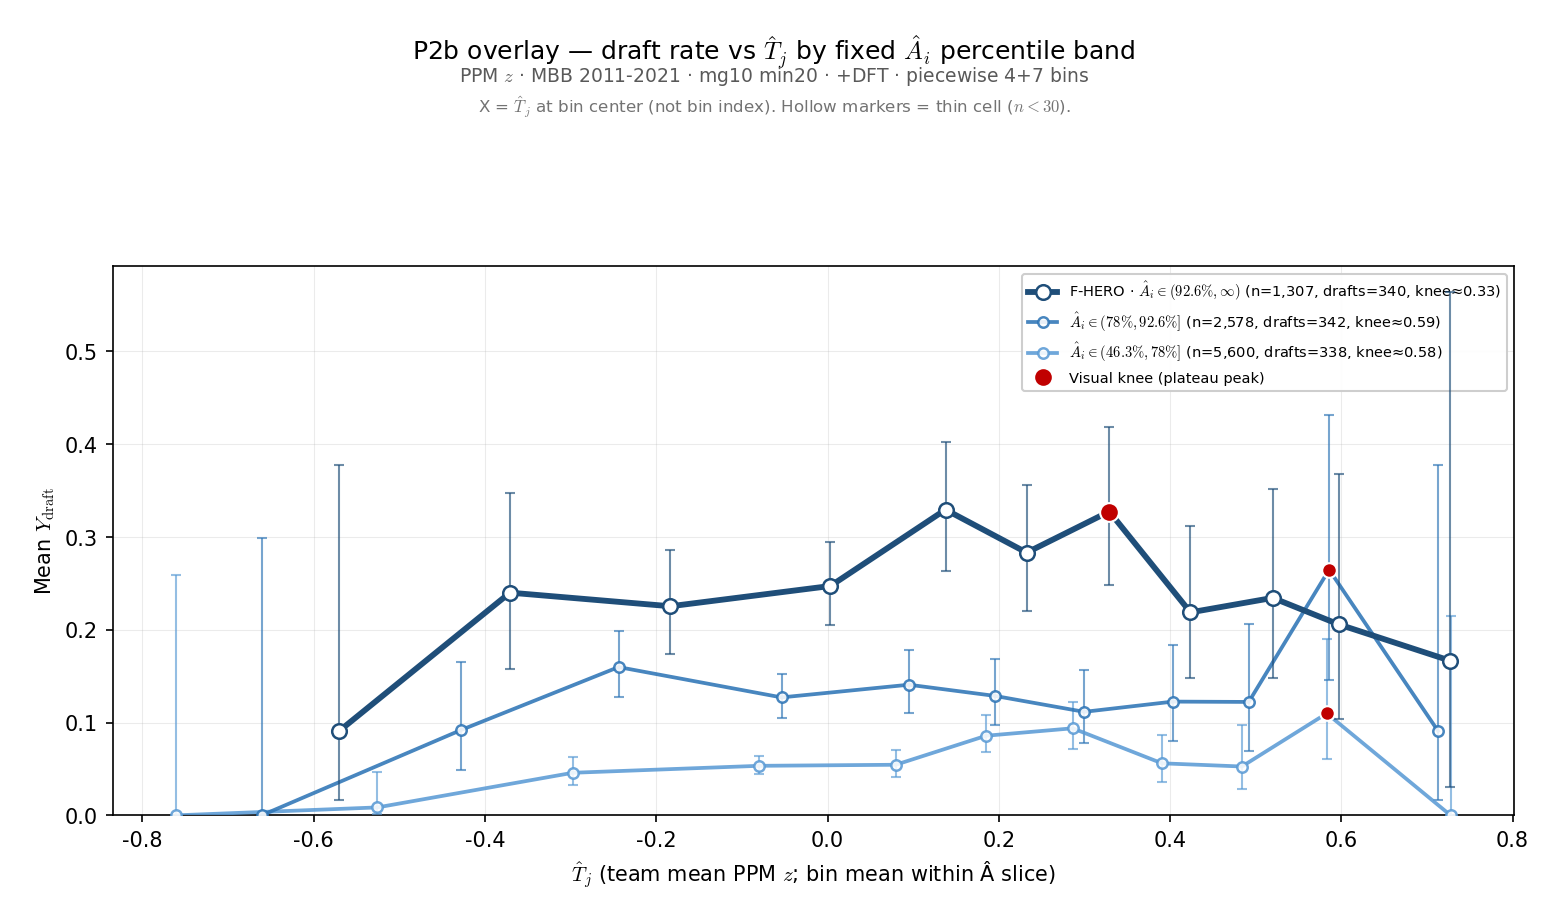 P2b overlay — draft rate vs T̂ⱼ by fixed Âᵢ percentile band
PPM z · MBB 2011-2021 · mg10 min20 · +DFT · piecewise 4+7 bins
X = T̂ⱼ at bin center (not bin index). Hollow markers = thin cell (n < 30).
F-HERO · Âᵢ ∈ (92.6%, ∞) (n=1,307, drafts=340, knee≈0.33)
Âᵢ ∈ (78%, 92.6%] (n=2,578, drafts=342, knee≈0.59)
Âᵢ ∈ (46.3%, 78%] (n=5,600, drafts=338, knee≈0.58)
Visual knee (plateau peak)
0.5
0.4
0.3
0.2
0.1
0.0
Mean Y_draft
-0.8 -0.6 -0.4 -0.2 0.0 0.2 0.4 0.6 0.8
T̂ⱼ (team mean PPM z; bin mean within Â slice)